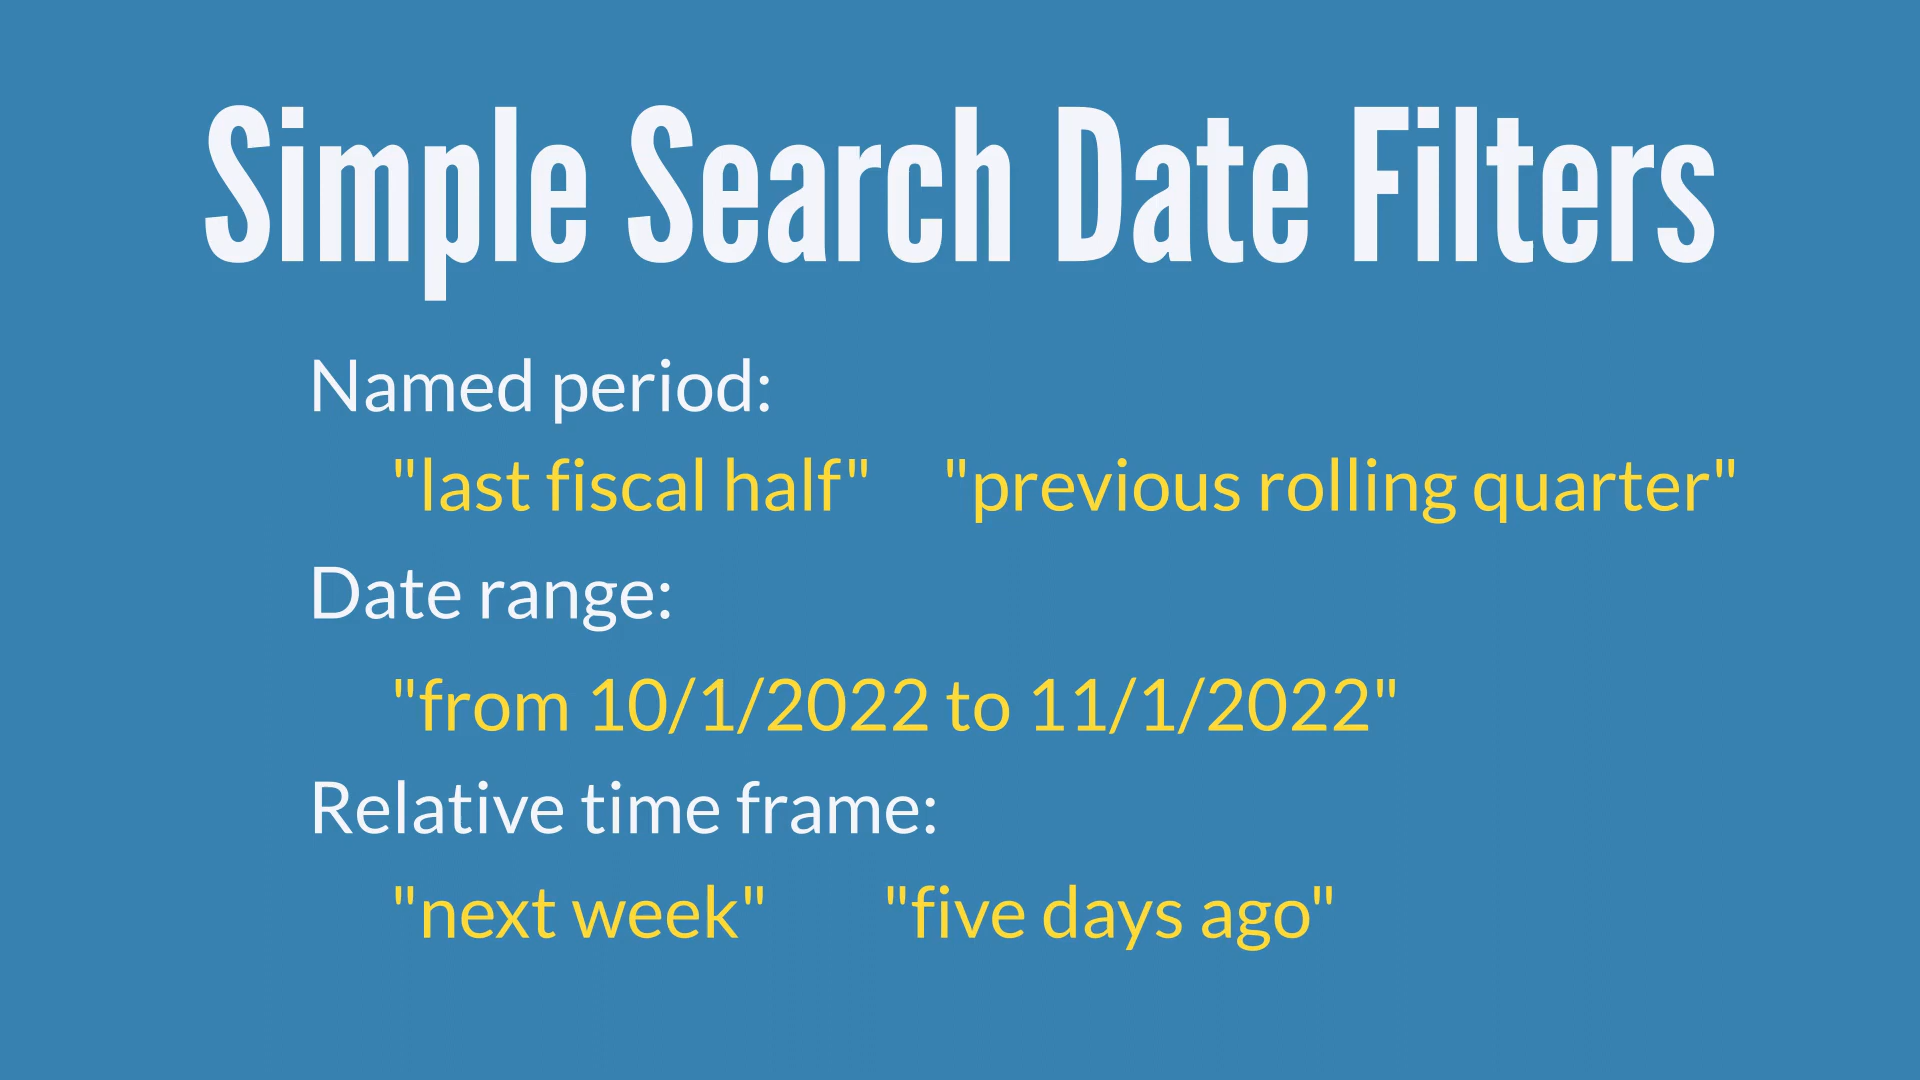 Simple Search Date Filters
Named period:
"last fiscal half" "previous rolling quarter"
Date range:
"from 10/1/2022 to 11/1/2022"
Relative time frame:
"next week" "five days ago"